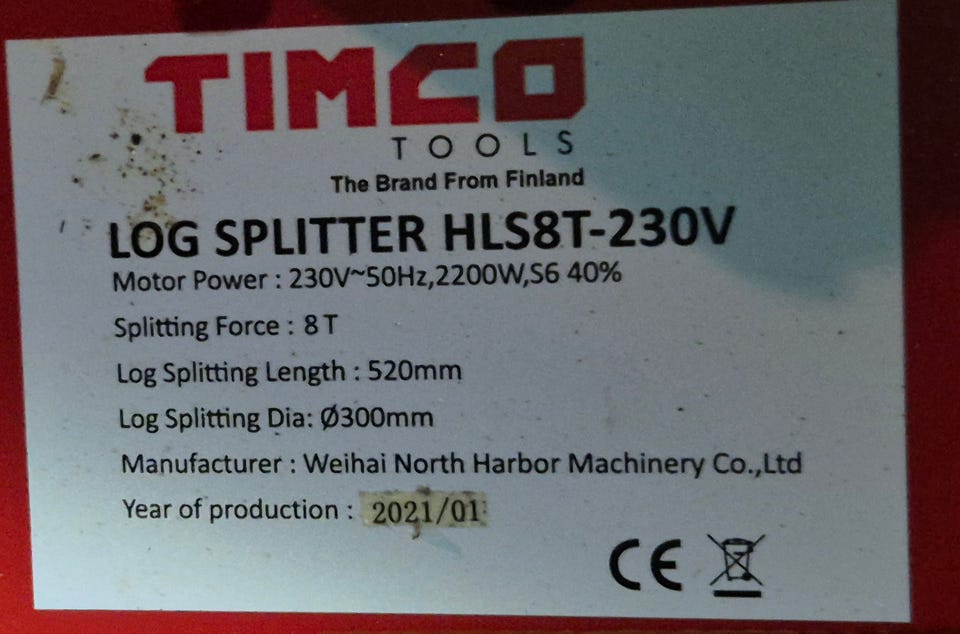 TIMCO
TOOLS
The Brand From Finland
LOG SPLITTER HLS8T-230V
Motor Power : 230V~50Hz,2200W,S6 40%
Splitting Force : 8 T
Log Splitting Length : 520mm
Log Splitting Dia: Ø300mm
Manufacturer : Weihai North Harbor Machinery Co.,Ltd
Year of production : 2021/01
CE